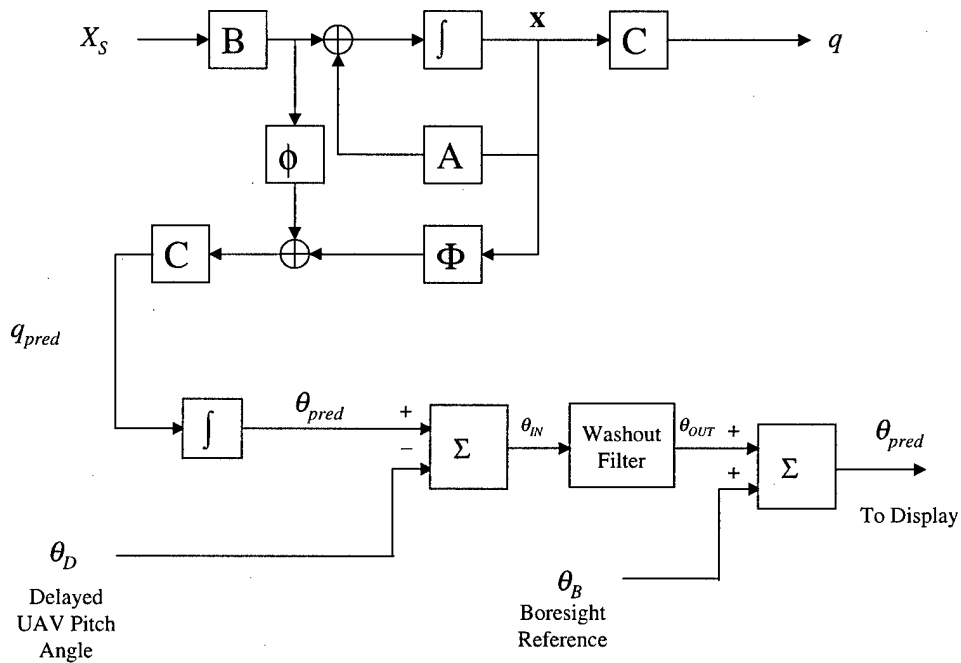 X_S
B
⊕
∫
x
C
q
ϕ
A
C
⊕
Φ
q_pred
∫
θ_pred
+
−
Σ
θ_IN
Washout
Filter
θ_OUT
+
+
Σ
θ_pred
To Display
θ_D
Delayed
UAV Pitch
Angle
θ_B
Boresight
Reference